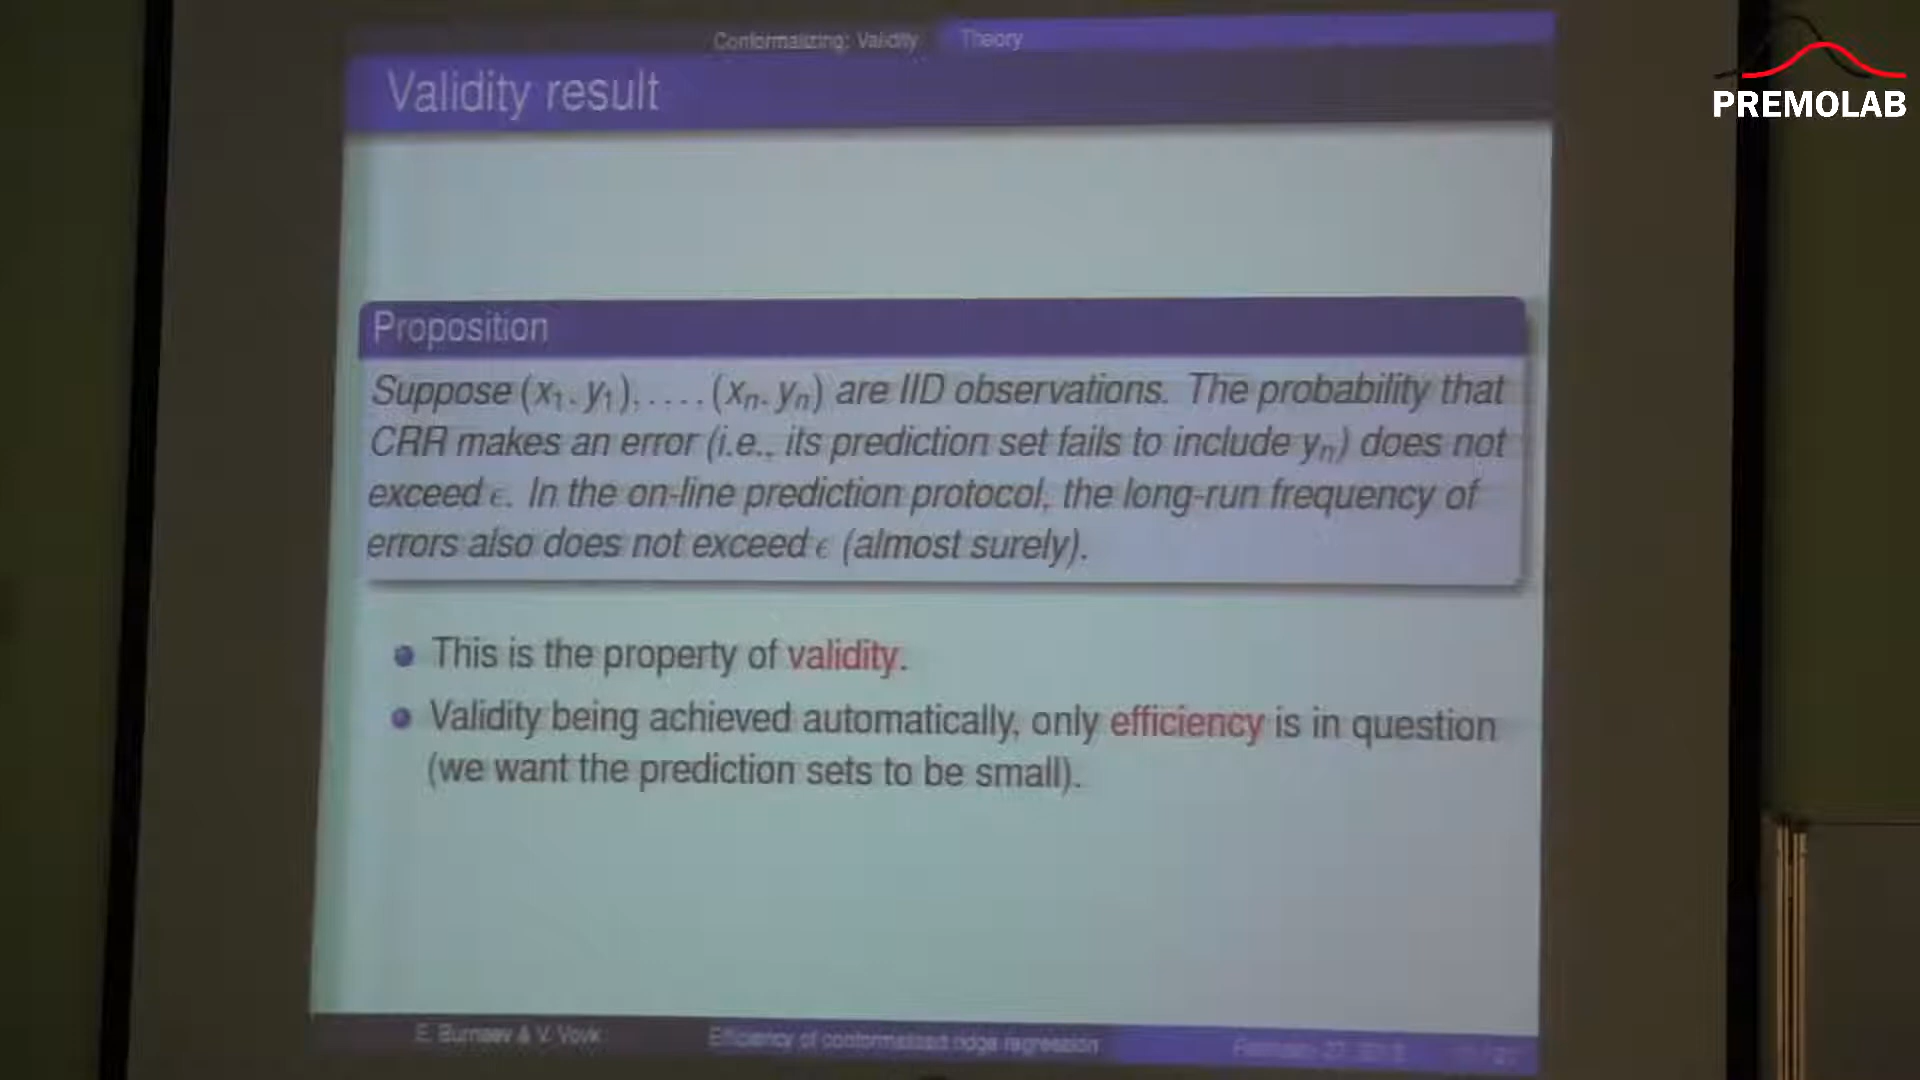 Conformalizing: Validity Theory
PREMOLAB
Validity result
Proposition
Suppose (x₁, y₁), . . . , (xₙ, yₙ) are IID observations. The probability that
CRR makes an error (i.e., its prediction set fails to include yₙ) does not
exceed ϵ. In the on-line prediction protocol, the long-run frequency of
errors also does not exceed ϵ (almost surely).
This is the property of validity.
Validity being achieved automatically, only efficiency is in question
(we want the prediction sets to be small).
E. Burnaev & V. Vovk Efficiency of conformalized ridge regression February